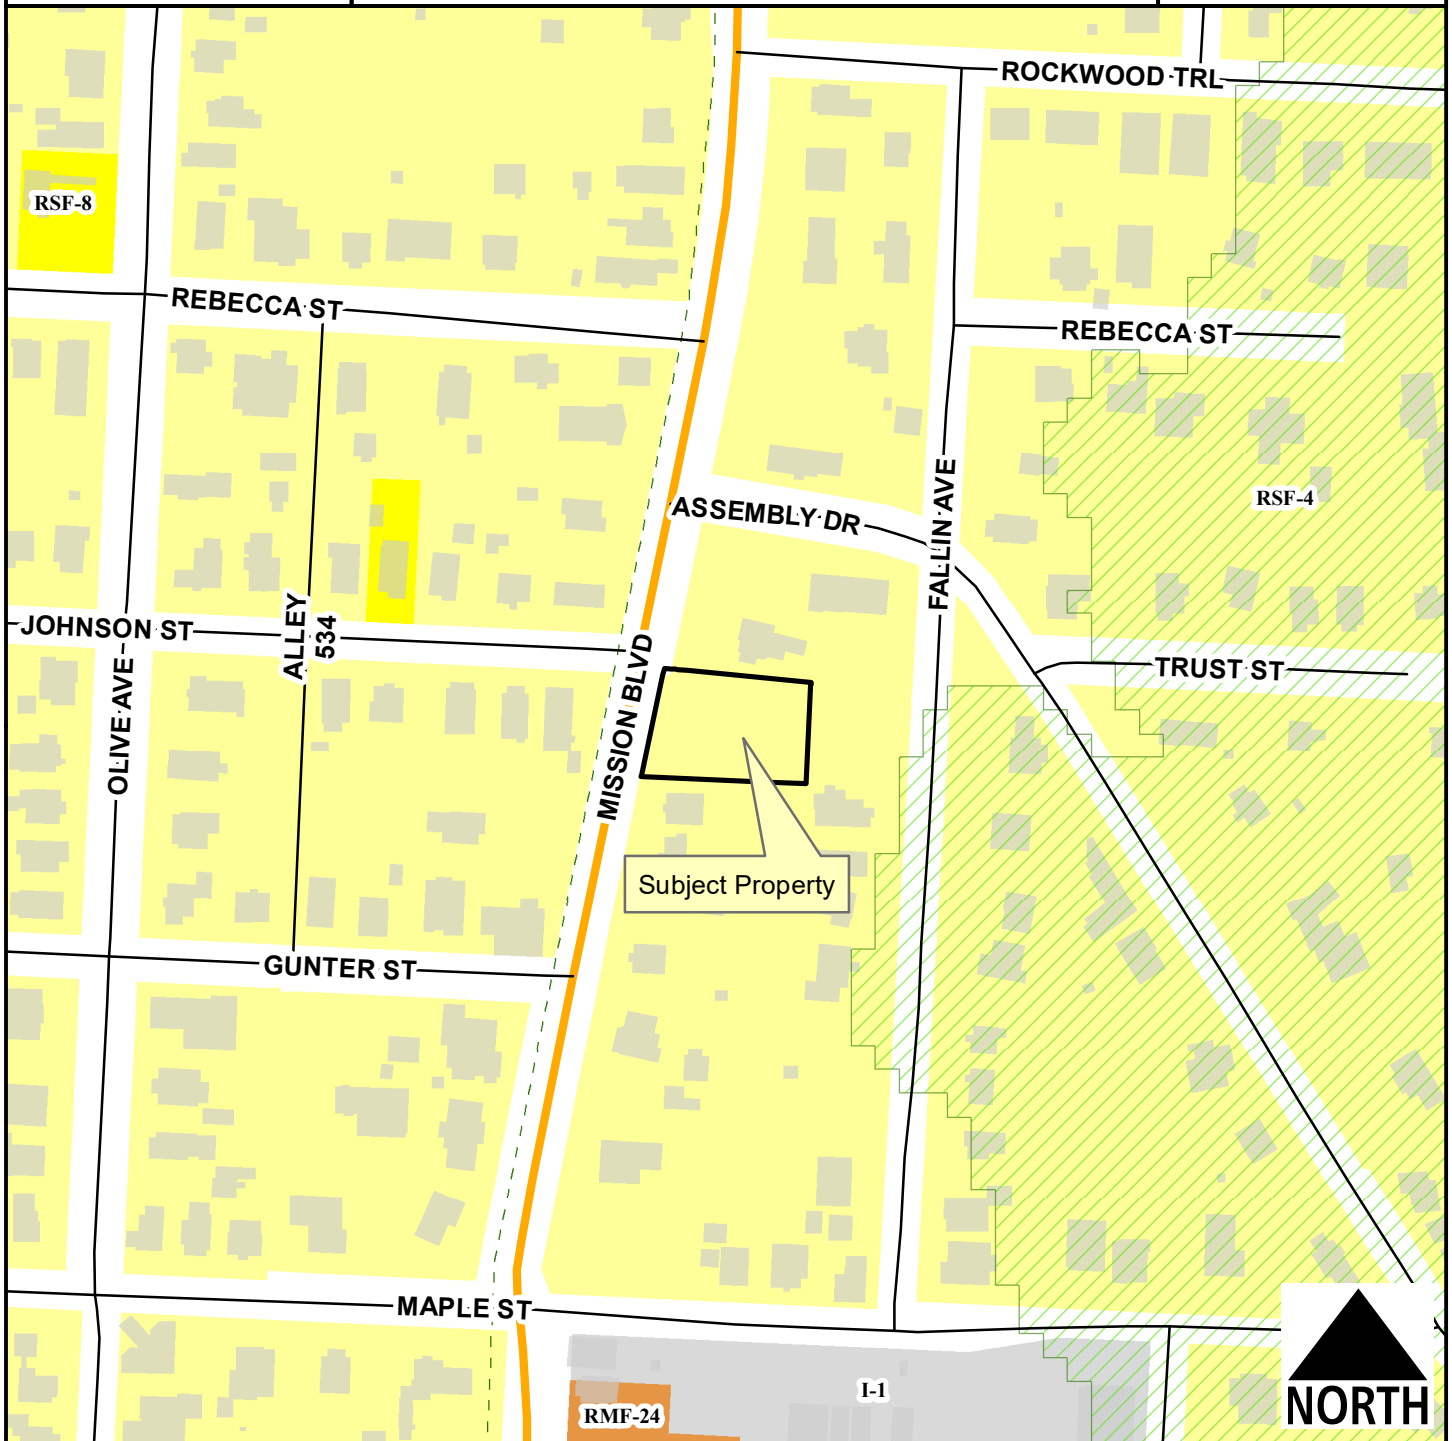 ROCKWOOD TRL
RSF-8
REBECCA ST
REBECCA ST
RSF-4
ASSEMBLY DR
FALLIN AVE
JOHNSON ST
ALLEY
534
OLIVE AVE
MISSION BLVD
TRUST ST
Subject Property
GUNTER ST
MAPLE ST
I-1
RMF-24
NORTH